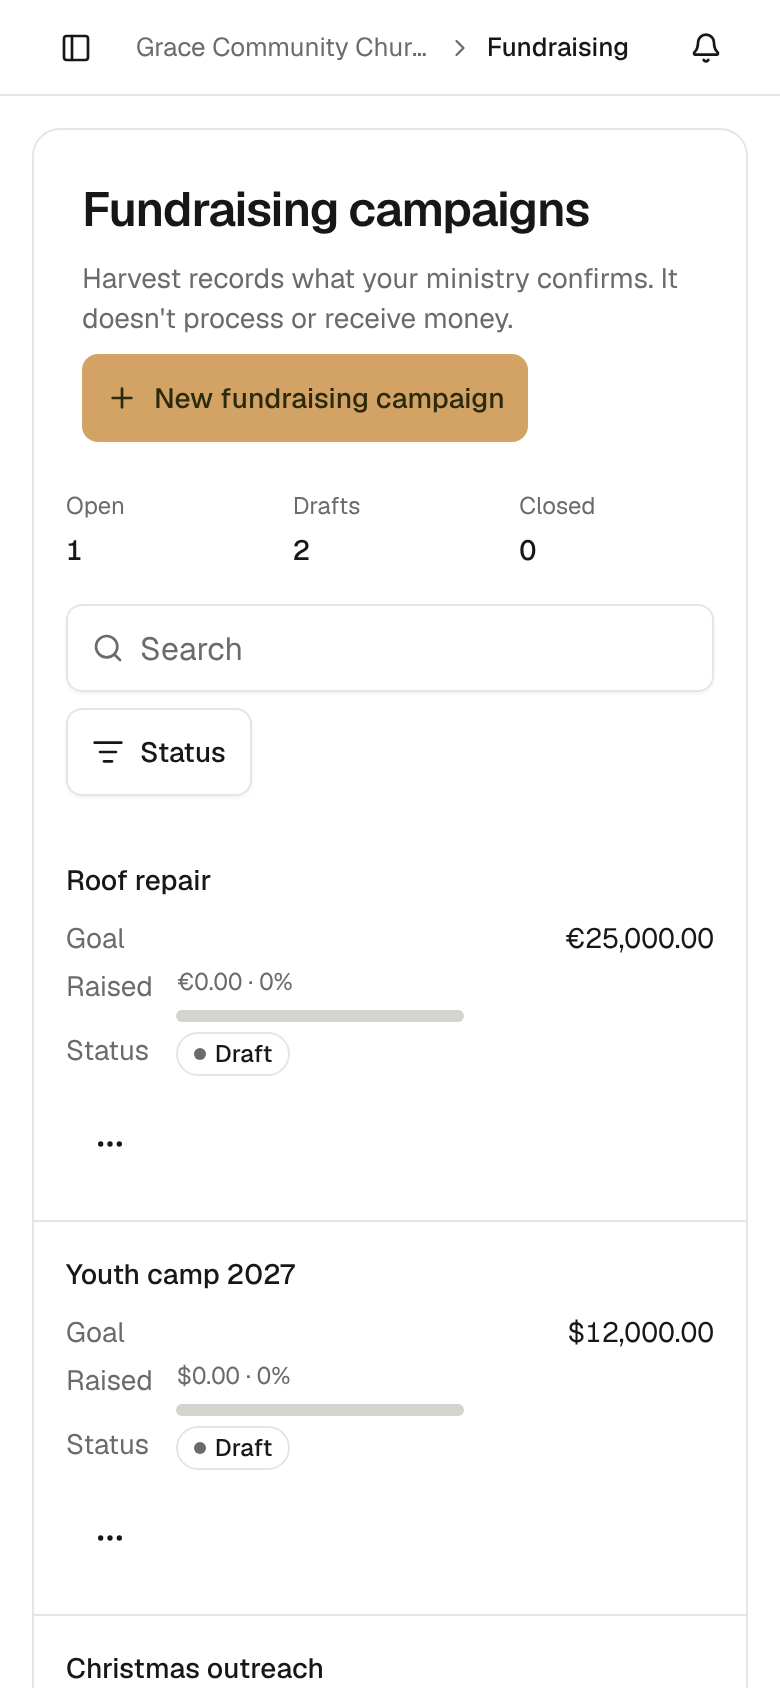 Grace Community Chur... > Fundraising
Fundraising campaigns
Harvest records what your ministry confirms. It
doesn't process or receive money.
+ New fundraising campaign
Open Drafts Closed
1 2 0
Search
Status
Roof repair
Goal €25,000.00
Raised €0.00 · 0%
Status Draft
...
Youth camp 2027
Goal $12,000.00
Raised $0.00 · 0%
Status Draft
...
Christmas outreach